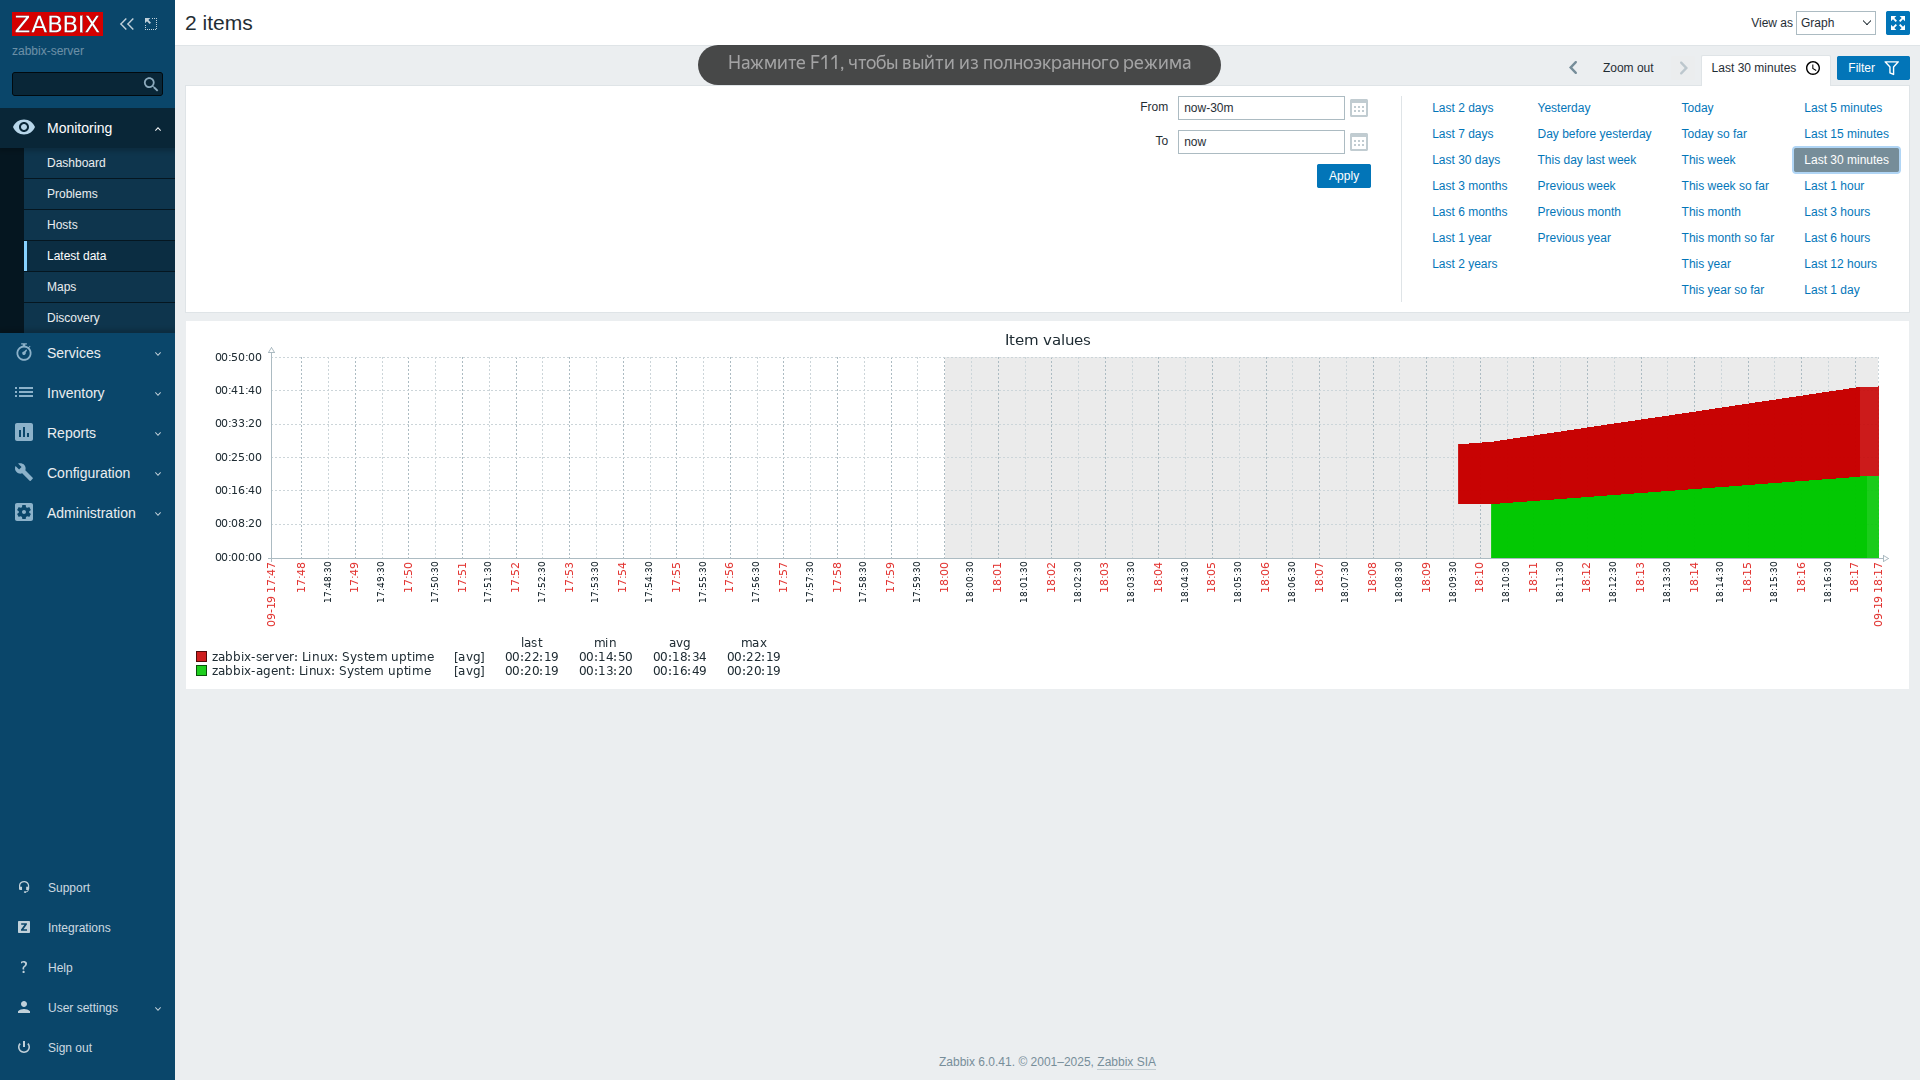 ZABBIX
zabbix-server
Monitoring
Dashboard
Problems
Hosts
Latest data
Maps
Discovery
Services
Inventory
Reports
Configuration
Administration
Support
Integrations
Help
User settings
Sign out
2 items
View as Graph
Нажмите F11, чтобы выйти из полноэкранного режима
Zoom out
Last 30 minutes
Filter
From now-30m
To now
Apply
Last 2 days Yesterday Today Last 5 minutes
Last 7 days Day before yesterday Today so far Last 15 minutes
Last 30 days This day last week This week Last 30 minutes
Last 3 months Previous week This week so far Last 1 hour
Last 6 months Previous month This month Last 3 hours
Last 1 year Previous year This month so far Last 6 hours
Last 2 years This year Last 12 hours
This year so far Last 1 day
Item values
00:50:00
00:41:40
00:33:20
00:25:00
00:16:40
00:08:20
00:00:00
09-19 17:47 17:48 17:48:30 17:49 17:49:30 17:50 17:50:30 17:51 17:51:30 17:52 17:52:30 17:53 17:53:30 17:54 17:54:30 17:55 17:55:30 17:56 17:56:30 17:57 17:57:30 17:58 17:58:30 17:59 17:59:30 18:00 18:00:30 18:01 18:01:30 18:02 18:02:30 18:03 18:03:30 18:04 18:04:30 18:05 18:05:30 18:06 18:06:30 18:07 18:07:30 18:08 18:08:30 18:09 18:09:30 18:10 18:10:30 18:11 18:11:30 18:12 18:12:30 18:13 18:13:30 18:14 18:14:30 18:15 18:15:30 18:16 18:16:30 18:17 09-19 18:17
last min avg max
zabbix-server: Linux: System uptime [avg] 00:22:19 00:14:50 00:18:34 00:22:19
zabbix-agent: Linux: System uptime [avg] 00:20:19 00:13:20 00:16:49 00:20:19
Zabbix 6.0.41. © 2001–2025, Zabbix SIA